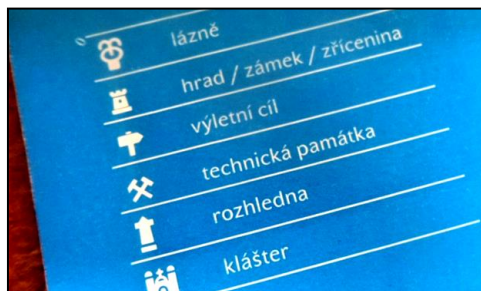 lázně
hrad / zámek / zřícenina
výletní cíl
technická památka
rozhledna
klášter